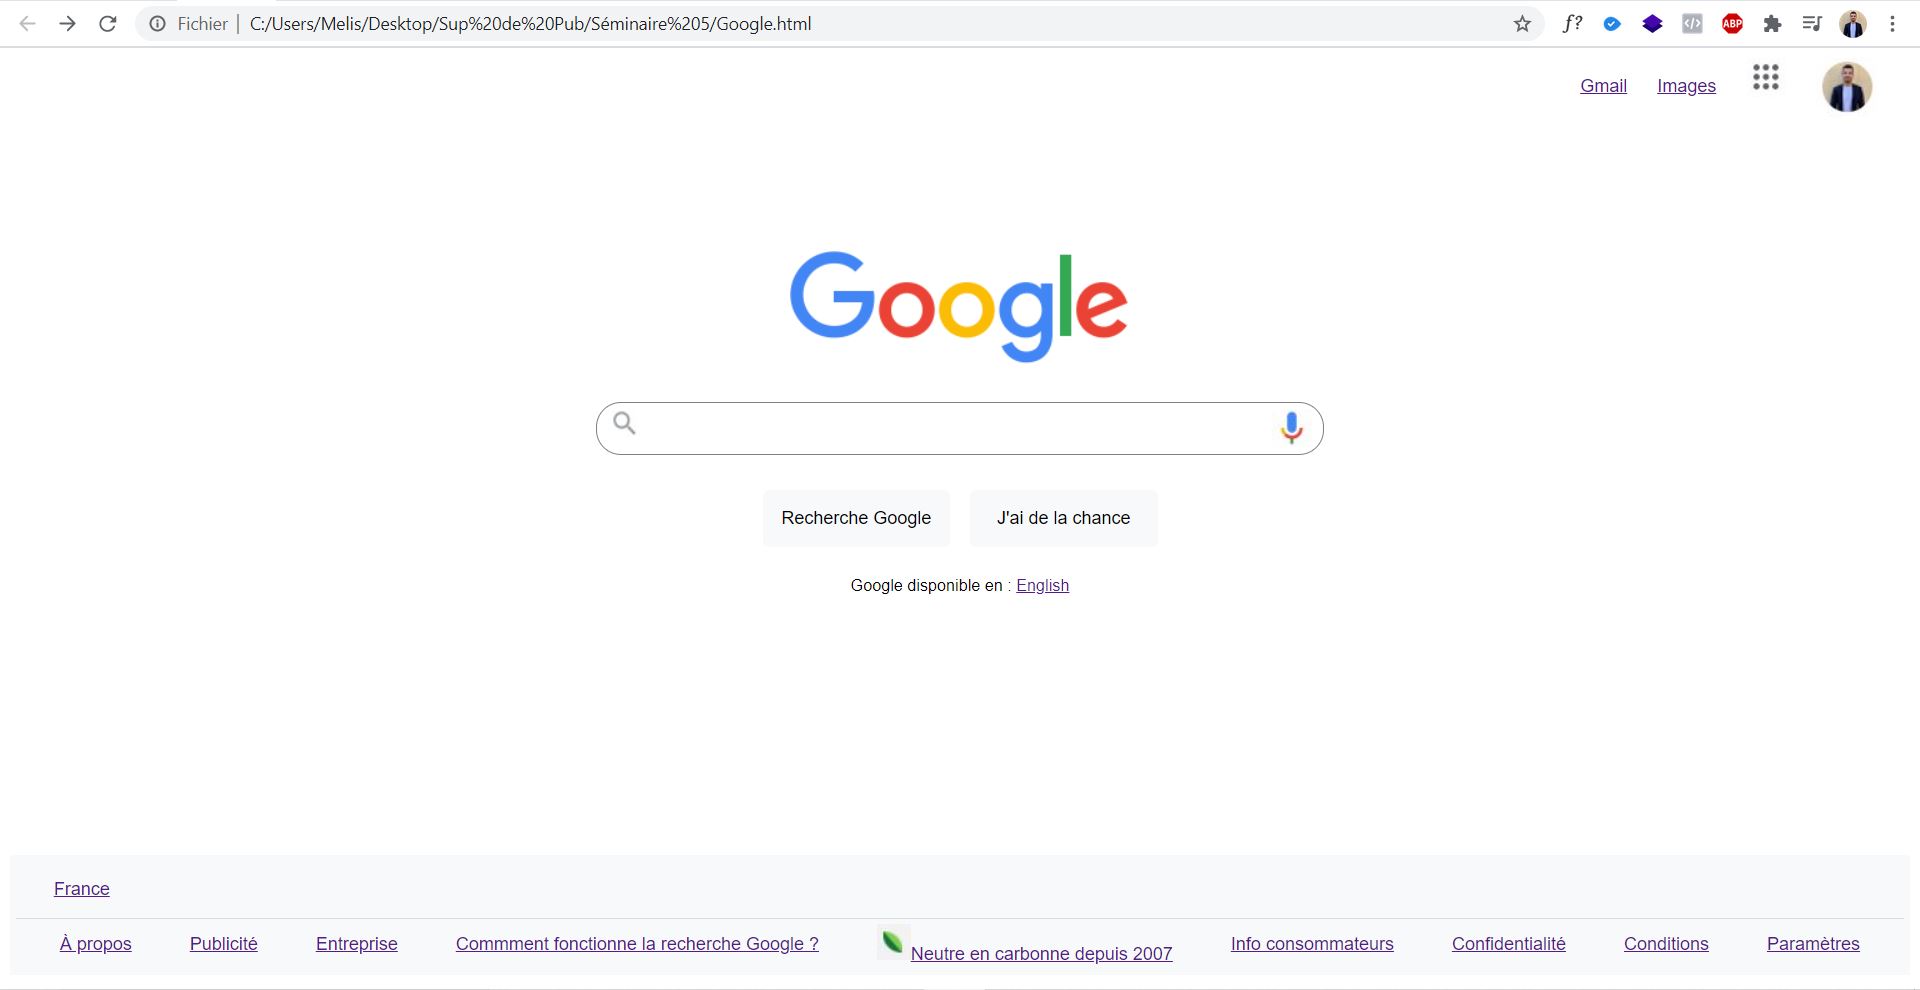 Fichier | C:/Users/Melis/Desktop/Sup%20de%20Pub/Séminaire%205/Google.html
f?
</>
ABP
Gmail Images
Google
Recherche Google J'ai de la chance
Google disponible en : English
France
À propos Publicité Entreprise Commment fonctionne la recherche Google ? Neutre en carbonne depuis 2007 Info consommateurs Confidentialité Conditions Paramètres